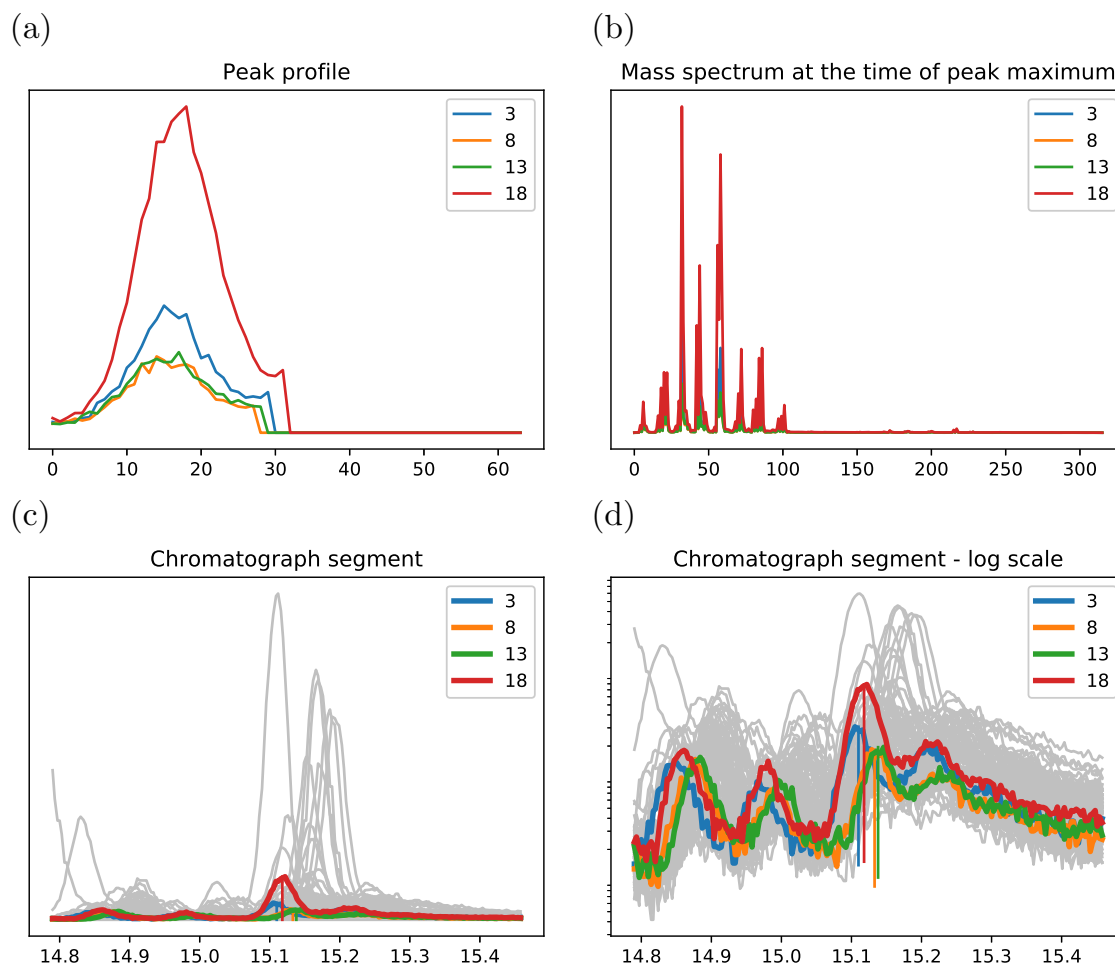 (a)
Peak profile
3
8
13
18
0 10 20 30 40 50 60
(b)
Mass spectrum at the time of peak maximum
3
8
13
18
0 50 100 150 200 250 300
(c)
Chromatograph segment
3
8
13
18
14.8 14.9 15.0 15.1 15.2 15.3 15.4
(d)
Chromatograph segment - log scale
3
8
13
18
14.8 14.9 15.0 15.1 15.2 15.3 15.4